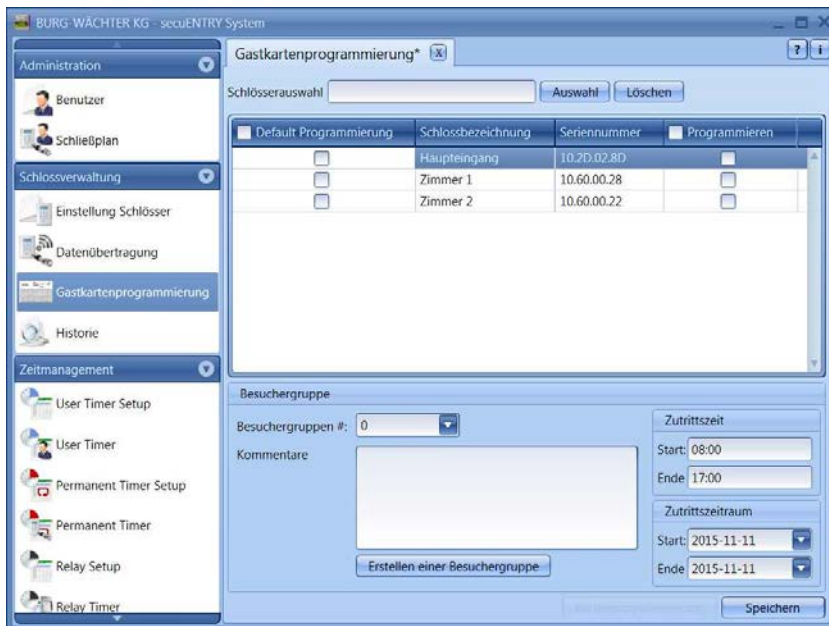 BURG-WÄCHTER KG - secuENTRY System
Administration
Benutzer
Schließplan
Schlossverwaltung
Einstellung Schlösser
Datenübertragung
Gastkartenprogrammierung
Historie
Zeitmanagement
User Timer Setup
User Timer
Permanent Timer Setup
Permanent Timer
Relay Setup
Relay Timer
Gastkartenprogrammierung* X
? i
Schlösserauswahl Auswahl Löschen
Default Programmierung Schlossbezeichnung Seriennummer Programmieren
Haupteingang 10.2D.02.8D
Zimmer 1 10.60.00.28
Zimmer 2 10.60.00.22
Besuchergruppe
Besuchergruppen #: 0
Kommentare
Erstellen einer Besuchergruppe
Zutrittszeit
Start: 08:00
Ende 17:00
Zutrittszeitraum
Start: 2015-11-11
Ende 2015-11-11
Speichern